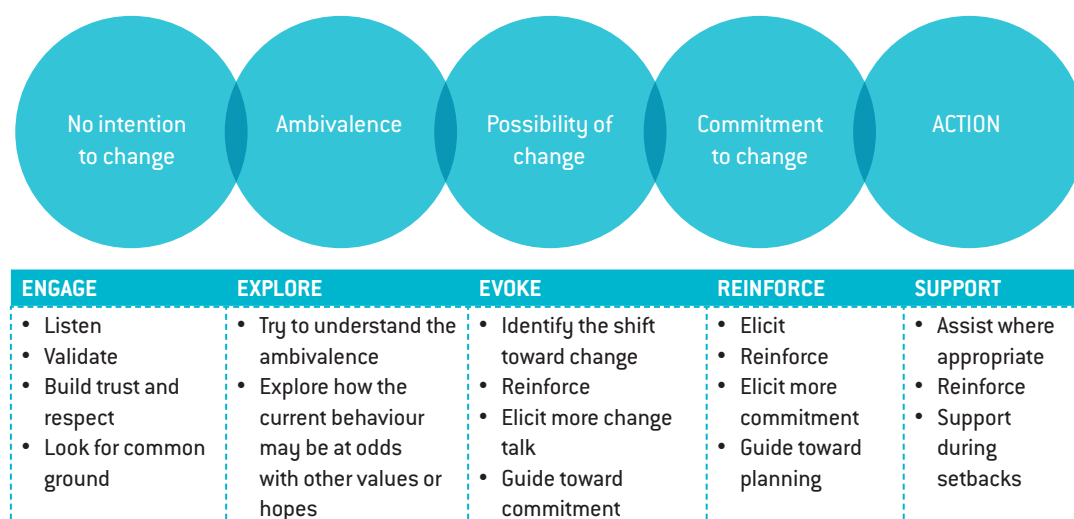 No intention
to change
Ambivalence
Possibility of
change
Commitment
to change
ACTION
ENGAGE
• Listen
• Validate
• Build trust and
respect
• Look for common
ground
EXPLORE
• Try to understand the
ambivalence
• Explore how the
current behaviour
may be at odds
with other values or
hopes
EVOKE
• Identify the shift
toward change
• Reinforce
• Elicit more change
talk
• Guide toward
commitment
REINFORCE
• Elicit
• Reinforce
• Elicit more
commitment
• Guide toward
planning
SUPPORT
• Assist where
appropriate
• Reinforce
• Support
during
setbacks